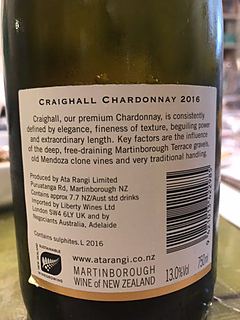 CRAIGHALL CHARDONNAY 2016
Craighall, our premium Chardonnay, is consistently
defined by elegance, fineness of texture, beguiling power
and extraordinary length. Key factors are the influence
of the deep, free-draining Martinborough Terrace gravels,
old Mendoza clone vines and very traditional handling.
Produced by Ata Rangi Limited
Puruatanga Rd, Martinborough NZ
Contains approx 7.7 NZ/Aust std drinks
Imported by Liberty Wines Ltd
London SW4 6LY UK and by
Negociants Australia, Adelaide
Contains sulphites. L 2016
SUSTAINABLE
www.atarangi.co.nz
MARTINBOROUGH
WINE of NEW ZEALAND
13.0%Vol
750ml